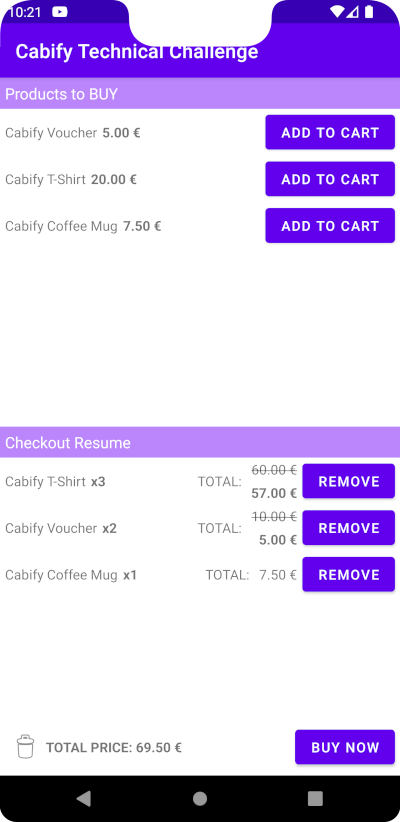 10:21
Cabify Technical Challenge
Products to BUY
Cabify Voucher 5.00 €
ADD TO CART
Cabify T-Shirt 20.00 €
ADD TO CART
Cabify Coffee Mug 7.50 €
ADD TO CART
Checkout Resume
Cabify T-Shirt x3
TOTAL:
60.00 €
57.00 €
REMOVE
Cabify Voucher x2
TOTAL:
10.00 €
5.00 €
REMOVE
Cabify Coffee Mug x1
TOTAL: 7.50 €
REMOVE
TOTAL PRICE: 69.50 €
BUY NOW